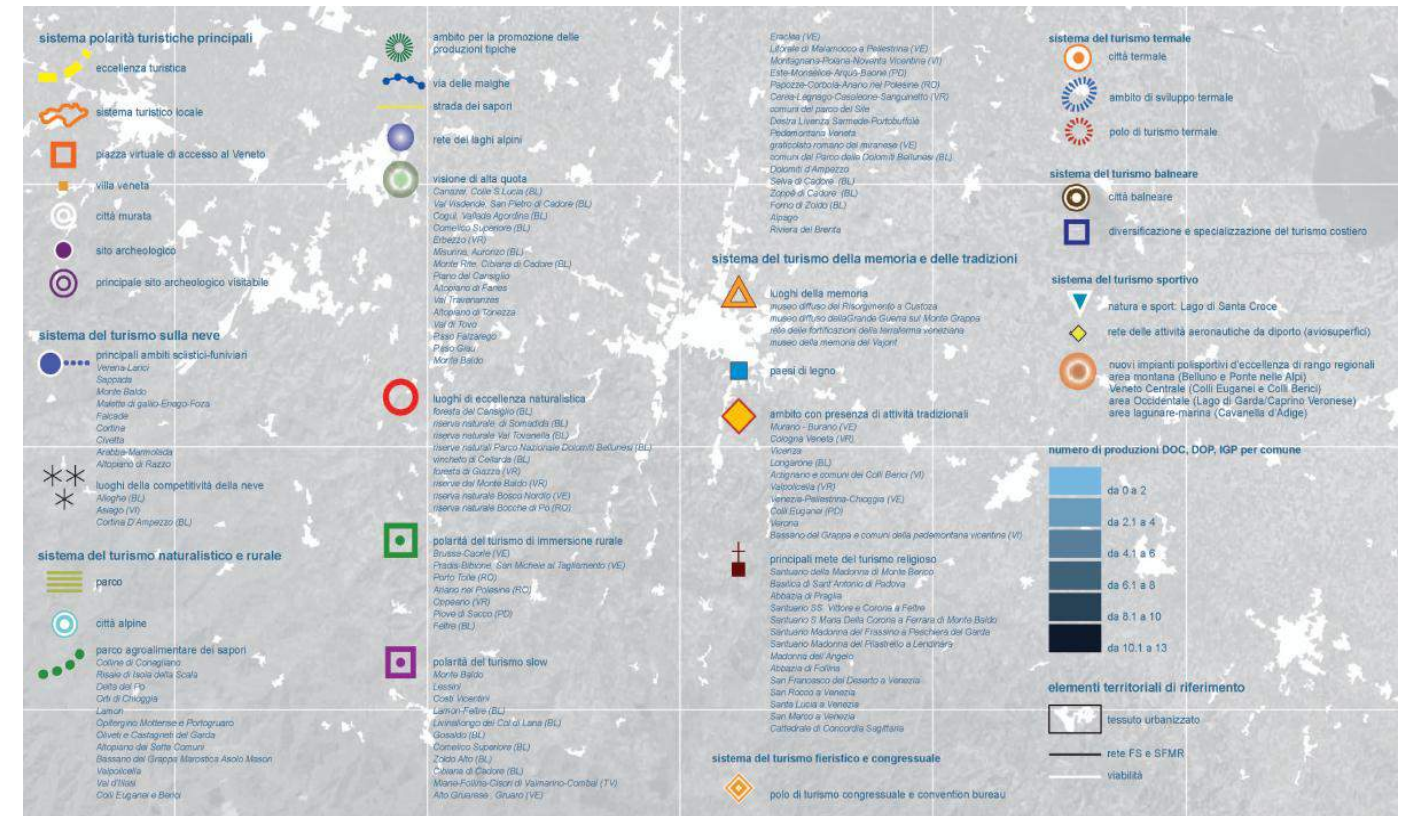 sistema polarità turistiche principali
eccellenza turistica
sistema turistico locale
piazza virtuale di accesso al Veneto
villa veneta
città murata
sito archeologico
principale sito archeologico visitabile
sistema del turismo sulla neve
principali ambiti sciistici-funiviari
Verena-Larici
Sappada
Monte Baldo
Malette di gallio-Enego-Foza
Falcade
Cortina
Civetta
Arabba-Marmolada
Altopiano di Razzo
luoghi della competitività della neve
Alleghe (BL)
Asiago (VI)
Cortina D'Ampezzo (BL)
sistema del turismo naturalistico e rurale
parco
città alpine
parco agroalimentare dei sapori
Colline di Conegliano
Risaie di Isola della Scala
Delta del Po
Orti di Chioggia
Lamon
Opitergino Mottense e Portogruaro
Oliveti e Castagneti del Garda
Altopiano dei Sette Comuni
Bassano del Grappa Marostica Asolo Mason
Valpolicella
Val d'Illasi
Colli Euganei e Berici
ambito per la promozione delle
produzioni tipiche
via delle malghe
strada dei sapori
rete dei laghi alpini
visione di alta quota
Canazei, Colle S.Lucia (BL)
Val Visdende, San Pietro di Cadore (BL)
Cogul, Vallada Agordina (BL)
Comelico Superiore (BL)
Erbezzo (VR)
Misurina, Auronzo (BL)
Monte Rite, Cibiana di Cadore (BL)
Piano del Cansiglio
Altopiano di Fanes
Val Travenanzes
Altopiano di Tonezza
Val di Tovo
Passo Falzarego
Passo Giau
Monte Baldo
luoghi di eccellenza naturalistica
foresta del Cansiglio (BL)
riserva naturale di Somadida (BL)
riserva naturale Val Tovanella (BL)
riserve naturali Parco Nazionale Dolomiti Bellunesi (BL)
vincheto di Cellarda (BL)
foresta di Giazza (VR)
riserve del Monte Baldo (VR)
riserva naturale Bosco Nordio (VE)
riserva naturale Bocche di Po (RO)
polarità del turismo di immersione rurale
Brussa-Caorle (VE)
Pradis-Bibione, San Michele al Tagliamento (VE)
Porto Tolle (RO)
Ariano nel Polesine (RO)
Oppeano (VR)
Piove di Sacco (PD)
Feltre (BL)
polarità del turismo slow
Monte Baldo
Lessini
Costi Vicentini
Lamon-Feltre (BL)
Livinallongo del Col di Lana (BL)
Gosaldo (BL)
Comelico Superiore (BL)
Zoldo Alto (BL)
Cibiana di Cadore (BL)
Miane-Follina-Cison di Valmarino-Combai (TV)
Alto Gruarese , Gruaro (VE)
Eraclea (VE)
Litorale di Malamocco a Pellestrina (VE)
Montagnana-Poiana-Noventa Vicentina (VI)
Este-Monselice-Arquà-Baone (PD)
Papozze-Corbola-Ariano nel Polesine (RO)
Cerea-Legnago-Casaleone-Sanguinetto (VR)
comuni del parco del Sile
Destra Livenza Sarmede-Portobuffolè
Pedemontana Veneta
graticolato romano del miranese (VE)
comuni del Parco delle Dolomiti Bellunesi (BL)
Dolomiti d'Ampezzo
Selva di Cadore (BL)
Zoppè di Cadore (BL)
Forno di Zoldo (BL)
Alpago
Riviera del Brenta
sistema del turismo della memoria e delle tradizioni
luoghi della memoria
museo diffuso del Risorgimento a Custoza
museo diffuso dellaGrande Guerra sul Monte Grappa
rete delle fortificazioni della terraferma veneziana
museo della memoria del Vajont
paesi di legno
ambito con presenza di attività tradizionali
Murano - Burano (VE)
Cologna Veneta (VR)
Vicenza
Longarone (BL)
Arzignano e comuni dei Colli Berici (VI)
Valpolicella (VR)
Venezia-Pellestrina-Chioggia (VE)
Colli Euganei (PD)
Verona
Bassano del Grappa e comuni della pedemontana vicentina (VI)
principali mete del turismo religioso
Santuario della Madonna di Monte Berico
Basilica di Sant'Antonio di Padova
Abbazia di Praglia
Santuario SS. Vittore e Corona a Feltre
Santuario S Maria Della Corona a Ferrara di Monte Baldo
Santuario Madonna del Frassino a Peschiera del Garda
Santuario Madonna del Pilastrello a Lendinara
Madonna dell'Angelo
Abbazia di Follina
San Francesco del Deserto a Venezia
San Rocco a Venezia
Santa Lucia a Venezia
San Marco a Venezia
Cattedrale di Concordia Sagittaria
sistema del turismo fieristico e congressuale
polo di turismo congressuale e convention bureau
sistema del turismo termale
città termale
ambito di sviluppo termale
polo di turismo termale
sistema del turismo balneare
città balneare
diversificazione e specializzazione del turismo costiero
sistema del turismo sportivo
natura e sport: Lago di Santa Croce
rete delle attività aeronautiche da diporto (aviosuperfici)
nuovi impianti polisportivi d'eccellenza di rango regionali
area montana (Belluno e Ponte nelle Alpi)
Veneto Centrale (Colli Euganei e Colli Berici)
area Occidentale (Lago di Garda/Caprino Veronese)
area lagunare-marina (Cavanella d'Adige)
numero di produzioni DOC, DOP, IGP per comune
da 0 a 2
da 2.1 a 4
da 4.1 a 6
da 6.1 a 8
da 8.1 a 10
da 10.1 a 13
elementi territoriali di riferimento
tessuto urbanizzato
rete FS e SFMR
viabilità